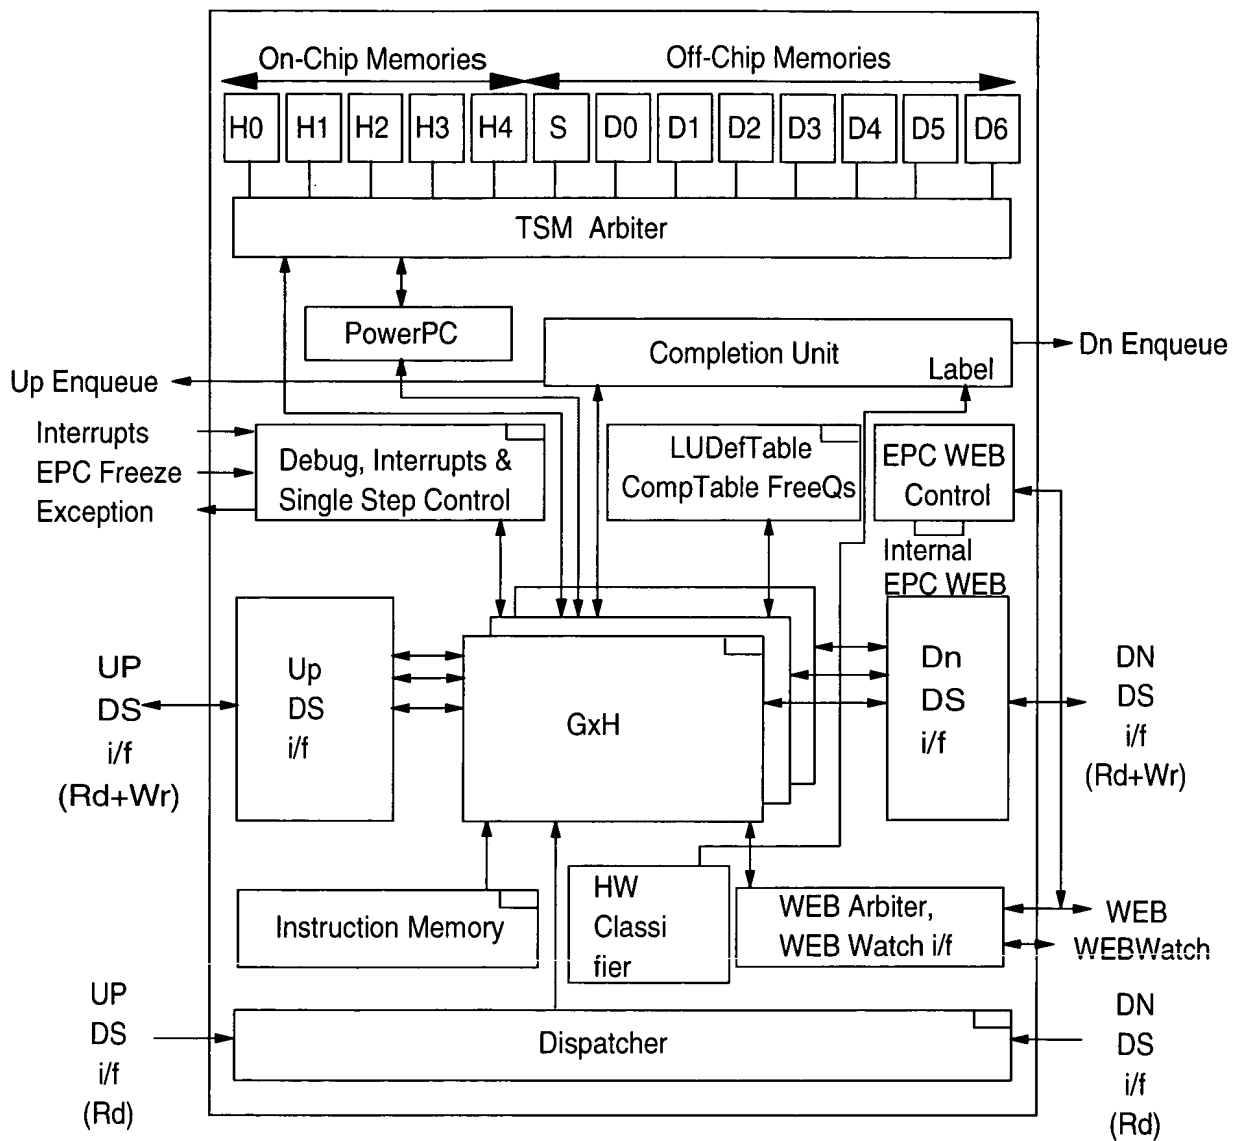 On-Chip Memories
Off-Chip Memories
H0 H1 H2 H3 H4 S D0 D1 D2 D3 D4 D5 D6
TSM Arbiter
PowerPC
Completion Unit
Label
Dn Enqueue
Up Enqueue
Interrupts
EPC Freeze
Exception
Debug, Interrupts &
Single Step Control
LUDefTable
CompTable FreeQs
EPC WEB
Control
Internal
EPC WEB
UP
DS
i/f
(Rd+Wr)
Up
DS
i/f
GxH
Dn
DS
i/f
DN
DS
i/f
(Rd+Wr)
Instruction Memory
HW
Classi
fier
WEB Arbiter,
WEB Watch i/f
WEB
WEBWatch
UP
DS
i/f
(Rd)
Dispatcher
DN
DS
i/f
(Rd)